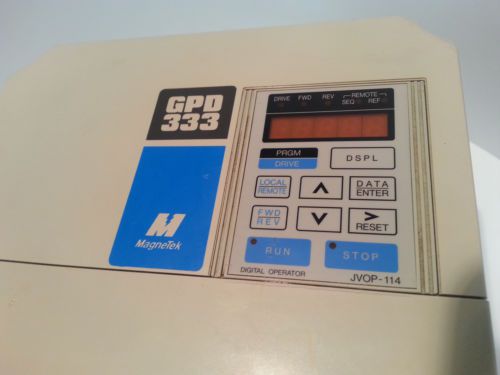 GPD
333
MagneTek
DRIVE FWD REV REMOTE
SEQ REF
PRGM
DRIVE
DSPL
LOCAL
REMOTE
∧
DATA
ENTER
FWD
REV
∨
>
RESET
RUN
STOP
DIGITAL OPERATOR
JVOP-114